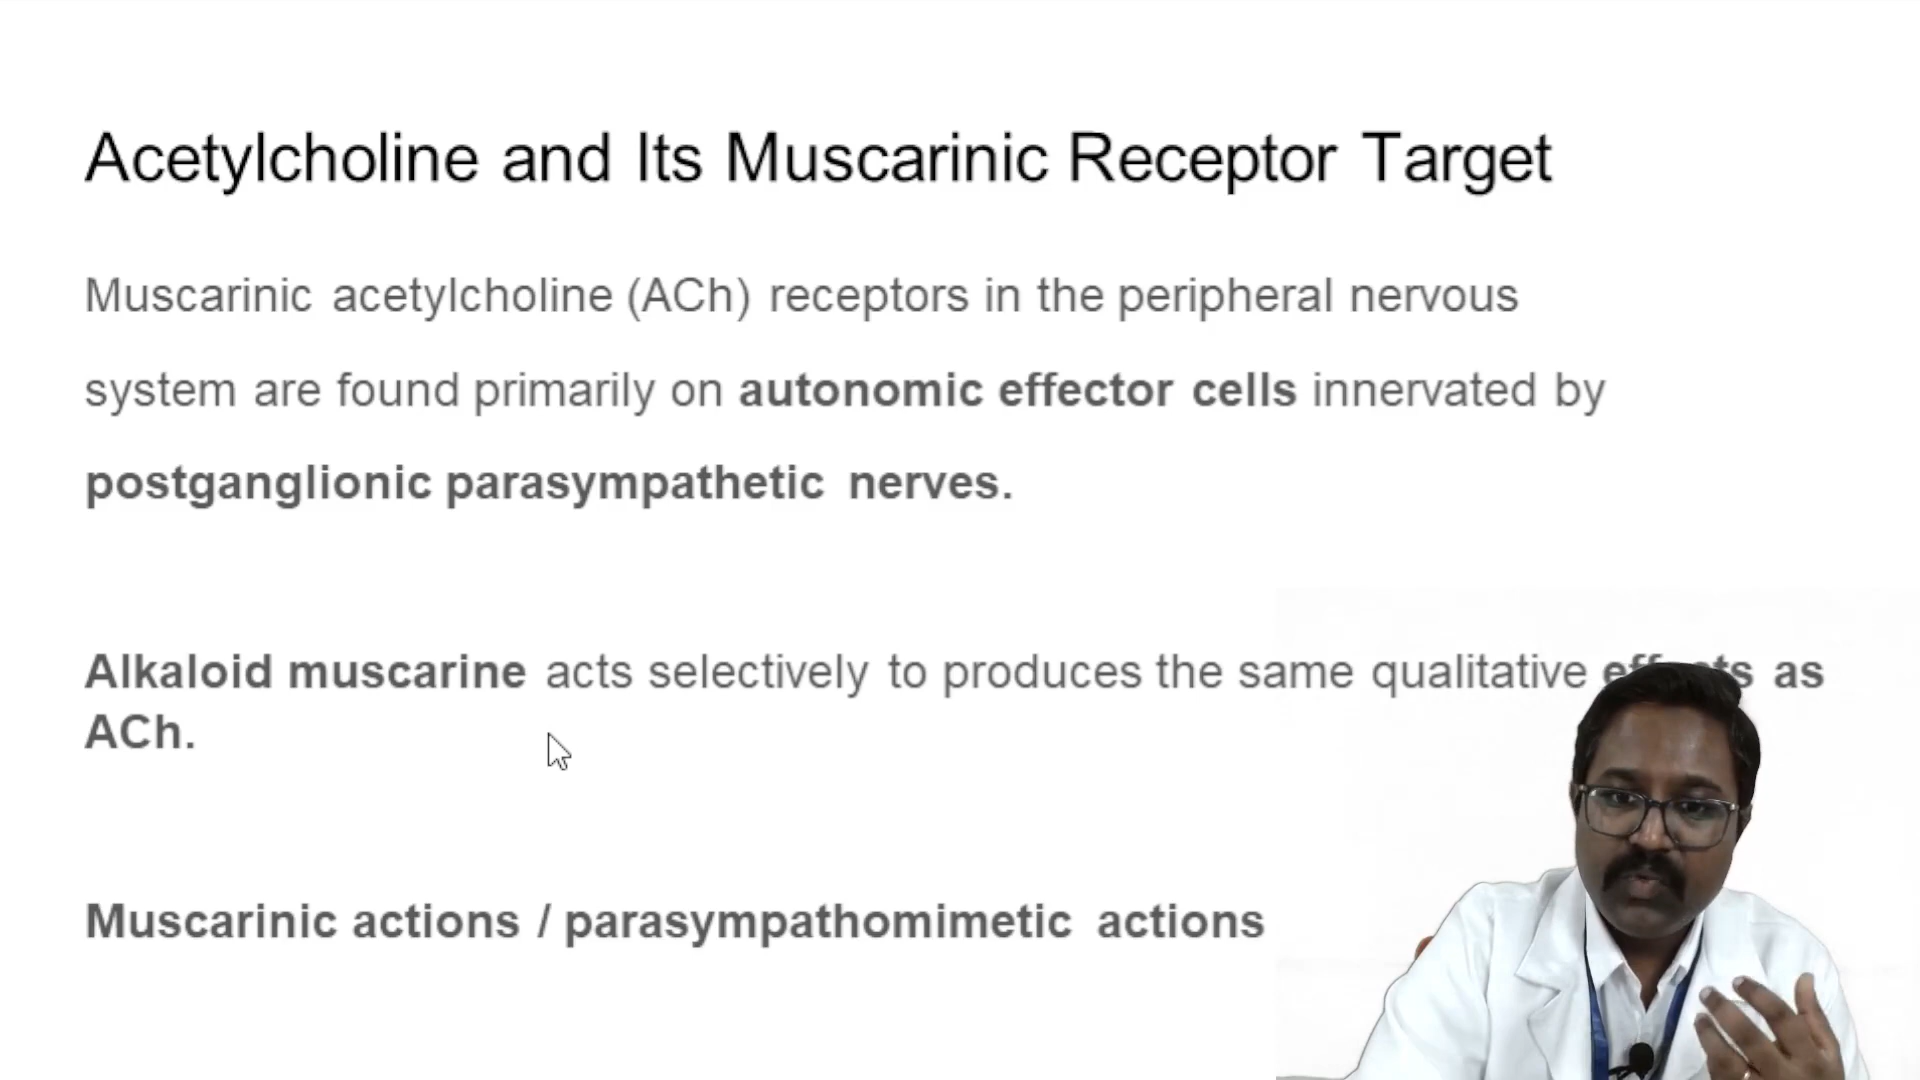 Acetylcholine and Its Muscarinic Receptor Target
Muscarinic acetylcholine (ACh) receptors in the peripheral nervous
system are found primarily on autonomic effector cells innervated by
postganglionic parasympathetic nerves.
Alkaloid muscarine acts selectively to produces the same qualitative effects as
ACh.
Muscarinic actions / parasympathomimetic actions